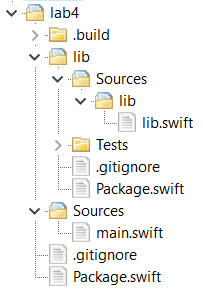 lab4
.build
lib
Sources
lib
lib.swift
Tests
.gitignore
Package.swift
Sources
main.swift
.gitignore
Package.swift